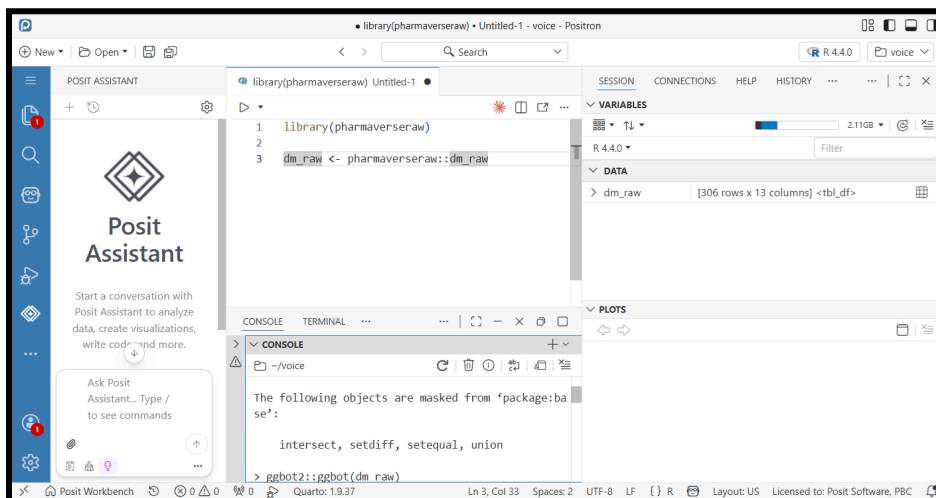 ● library(pharmaverseraw) • Untitled-1 - voice - Positron
New
Open
Search
R 4.4.0
voice
POSIT ASSISTANT
library(pharmaverseraw) Untitled-1 ●
SESSION
CONNECTIONS
HELP
HISTORY
1
1 library(pharmaverseraw)
2
3 dm_raw <- pharmaverseraw::dm_raw
VARIABLES
2.11GB
R 4.4.0
Filter
DATA
dm_raw [306 rows x 13 columns] <tbl_df>
Posit
Assistant
Start a conversation with
Posit Assistant to analyze
data, create visualizations,
write code and more.
Ask Posit
Assistant... Type /
to see commands
1
CONSOLE
TERMINAL
CONSOLE
~/voice
The following objects are masked from ‘package:ba
se’:
intersect, setdiff, setequal, union
> ggbot2::ggbot(dm_raw)
PLOTS
Posit Workbench
0
0
0
Quarto: 1.9.37
Ln 3, Col 33
Spaces: 2
UTF-8
LF
{ } R
Layout: US
Licensed to: Posit Software, PBC